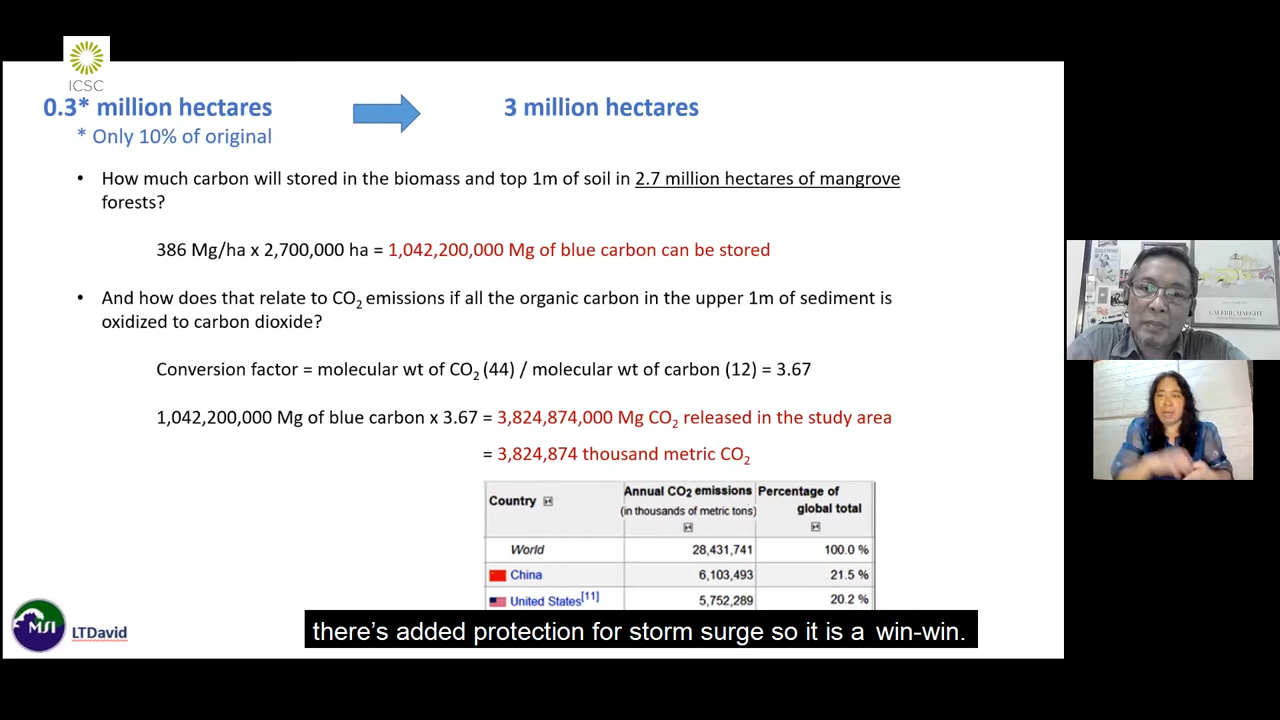 ICSC
0.3* million hectares
3 million hectares
* Only 10% of original
• How much carbon will stored in the biomass and top 1m of soil in 2.7 million hectares of mangrove
forests?
386 Mg/ha x 2,700,000 ha = 1,042,200,000 Mg of blue carbon can be stored
• And how does that relate to CO2 emissions if all the organic carbon in the upper 1m of sediment is
oxidized to carbon dioxide?
Conversion factor = molecular wt of CO2 (44) / molecular wt of carbon (12) = 3.67
1,042,200,000 Mg of blue carbon x 3.67 = 3,824,874,000 Mg CO2 released in the study area
= 3,824,874 thousand metric CO2
Country Annual CO2 emissions (in thousands of metric tons) Percentage of global total
World 28,431,741 100.0 %
China 6,103,493 21.5 %
United States[11] 5,752,289 20.2 %
MSI
LTDavid
there's added protection for storm surge so it is a win-win.
GALERIE MAEGHT